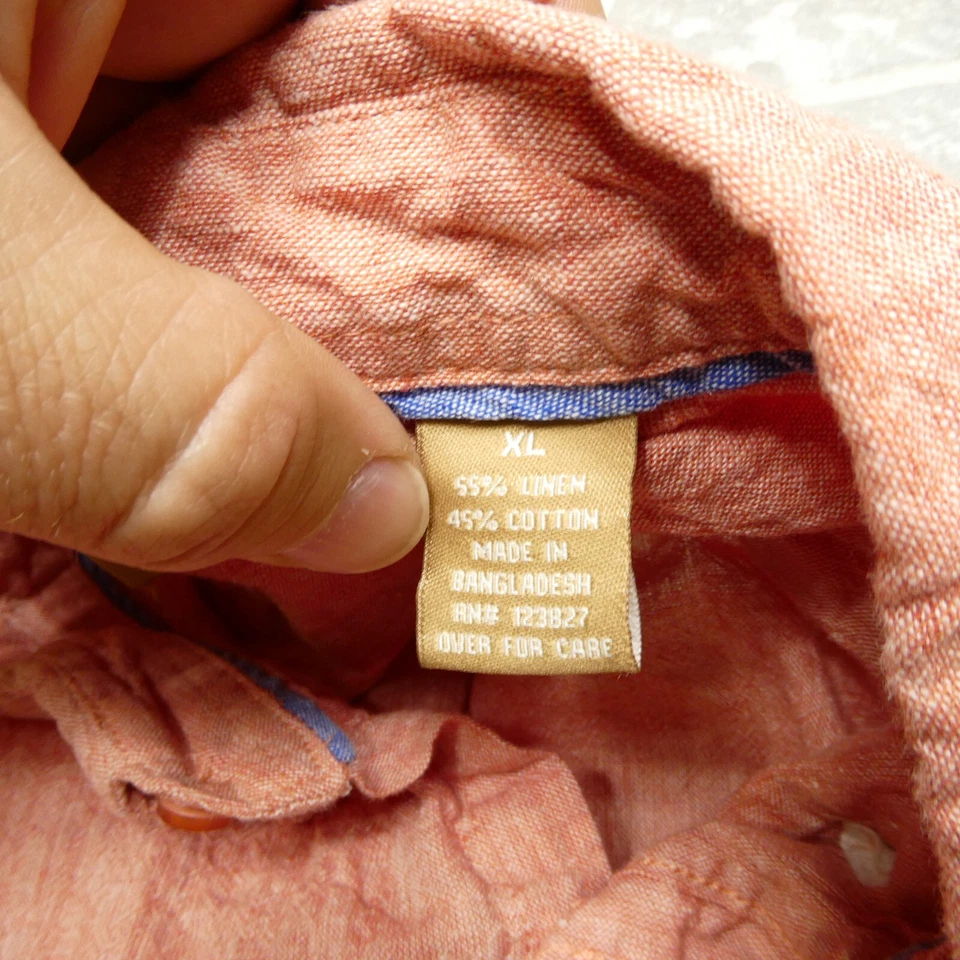 XL
55% LINEN
45% COTTON
MADE IN
BANGLADESH
RN# 123827
OVER FOR CARE